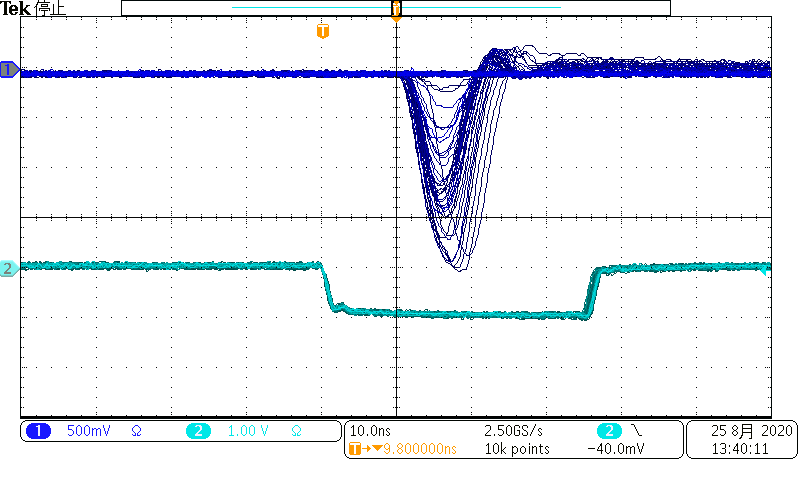 Tek 停止
T
1
2
1 500mV Ω 2 1.00 V Ω
10.0ns 2.50GS/s 2
T→▼9.800000ns 10k points −40.0mV
25 8月 2020
13:40:11